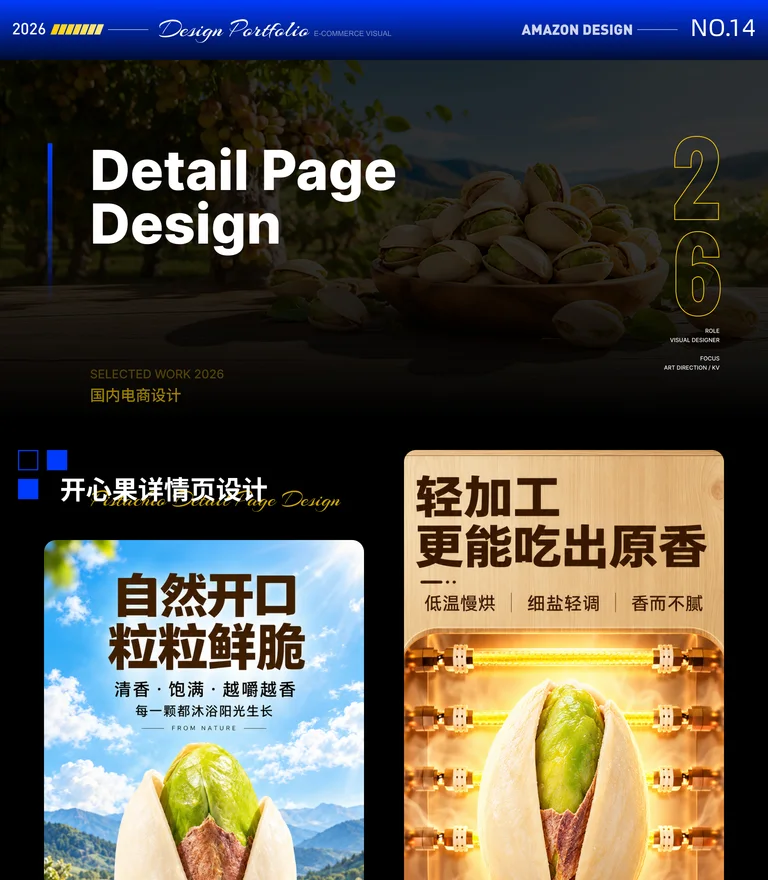 2026
Design Portfolio E-COMMERCE VISUAL
AMAZON DESIGN
NO.14
Detail Page
Design
26
ROLE
VISUAL DESIGNER
FOCUS
ART DIRECTION / KV
SELECTED WORK 2026
国内电商设计
开心果详情页设计
Pistachio Detail Page Design
自然开口
粒粒鲜脆
清香 · 饱满 · 越嚼越香
每一颗都沐浴阳光生长
FROM NATURE
轻加工
更能吃出原香
低温慢烘 细盐轻调 香而不腻